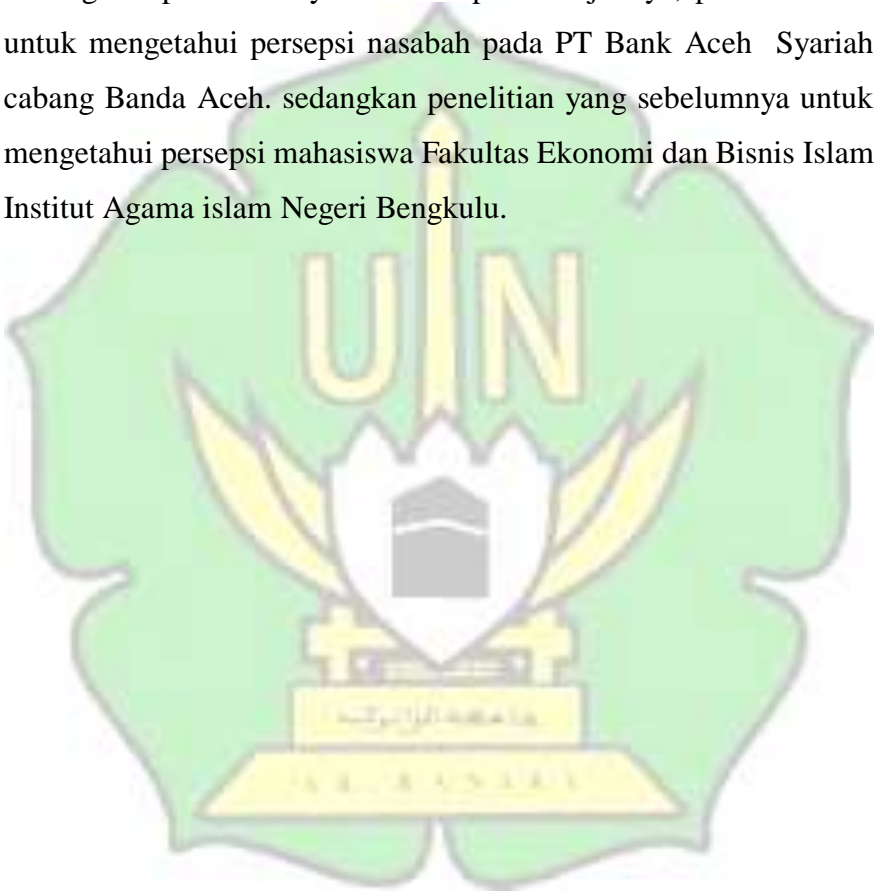 untuk mengetahui persepsi nasabah pada PT Bank Aceh Syariah
cabang Banda Aceh. sedangkan penelitian yang sebelumnya untuk
mengetahui persepsi mahasiswa Fakultas Ekonomi dan Bisnis Islam
Institut Agama islam Negeri Bengkulu.
UIN